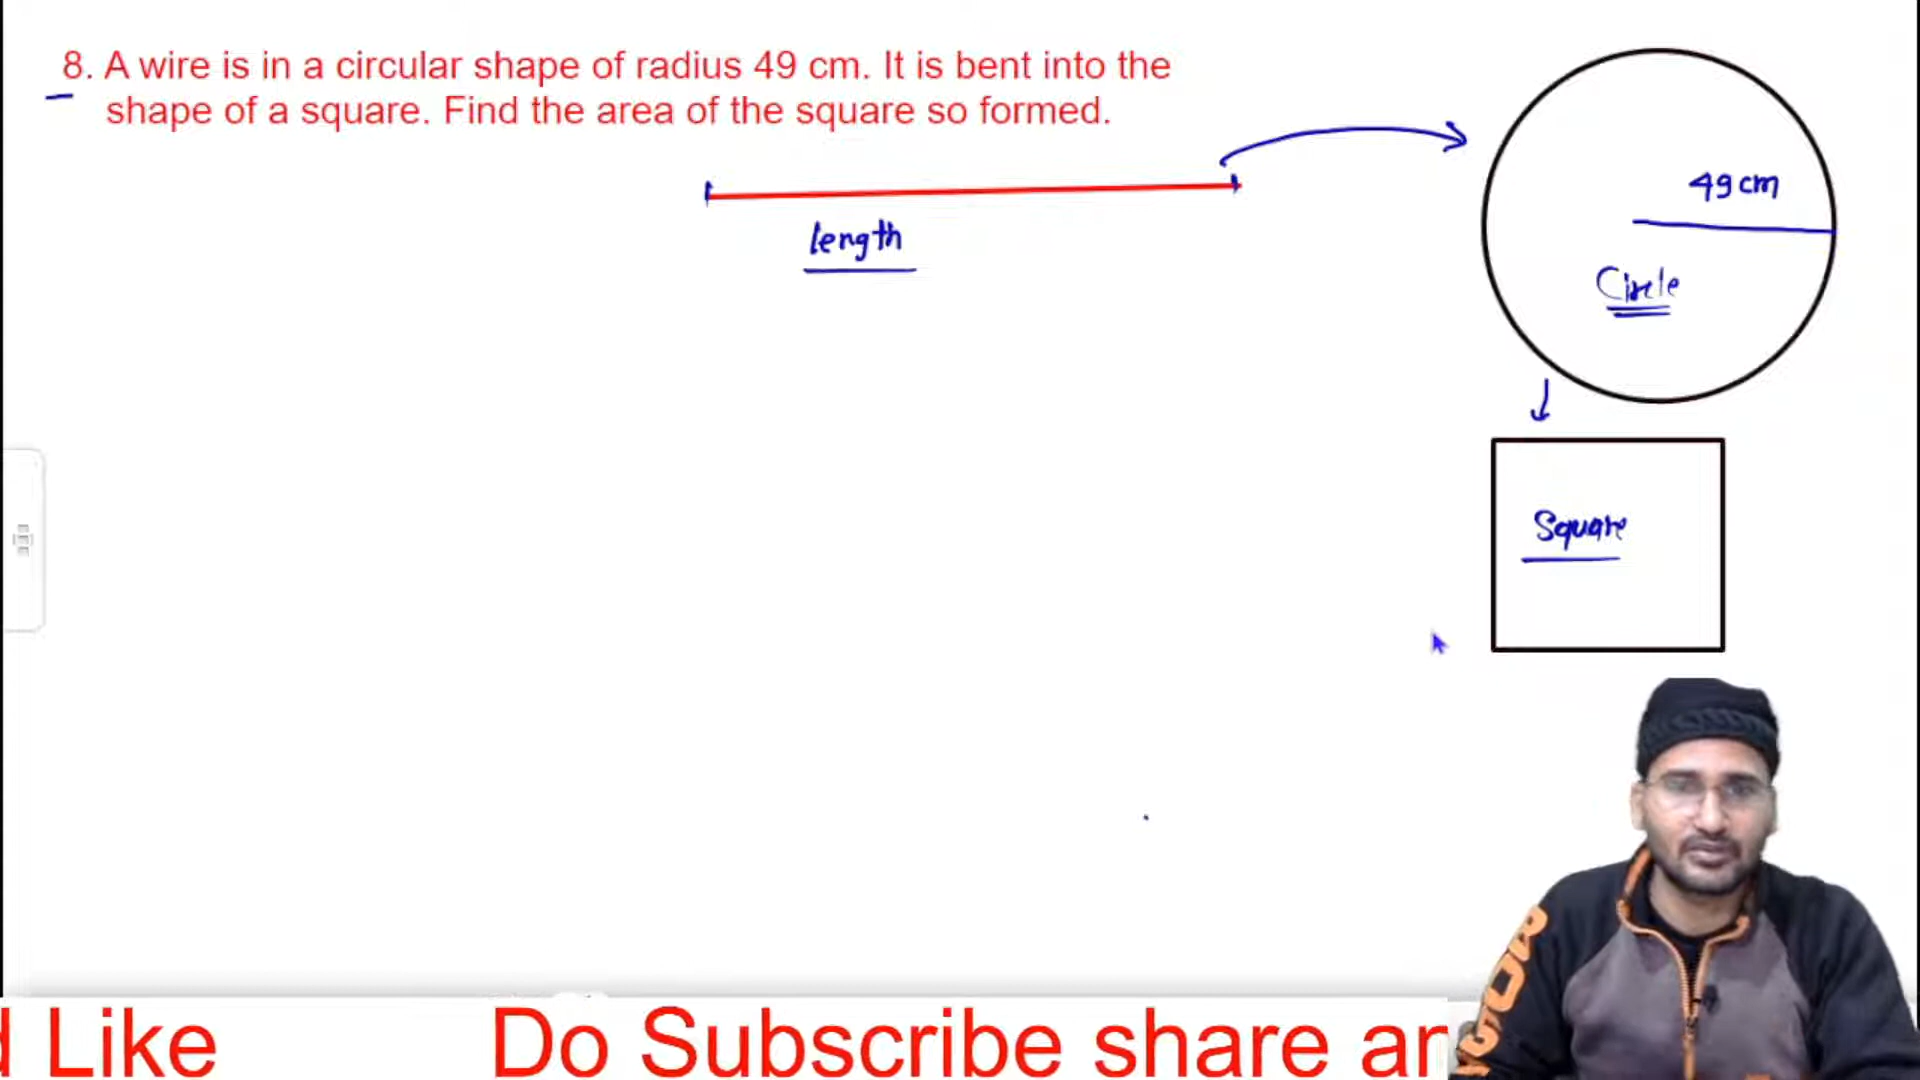 8. A wire is in a circular shape of radius 49 cm. It is bent into the
shape of a square. Find the area of the square so formed.
length
49 cm
Circle
Square
d Like Do Subscribe share an